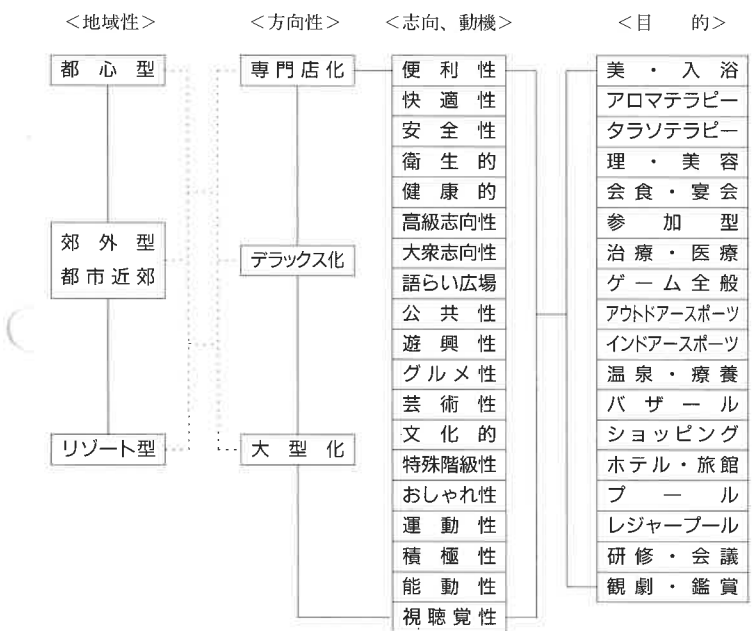 <地域性>
都心型
郊外型
都市近郊
リゾート型
<方向性>
専門店化
デラックス化
大型化
<志向、動機>
便利性
快適性
安全性
衛生的
健康的
高級志向性
大衆志向性
語らい広場
公共性
遊興性
グルメ性
芸術性
文化的
特殊階級性
おしゃれ性
運動性
積極性
能動性
視聴覚性
<目 的>
美・入浴
アロマテラピー
タラソテラピー
理・美容
会食・宴会
参加型
治療・医療
ゲーム全般
アウトドアースポーツ
インドアースポーツ
温泉・療養
バザール
ショッピング
ホテル・旅館
プール
レジャープール
研修・会議
観劇・鑑賞